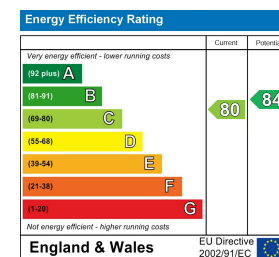 Energy Efficiency Rating
Current
Very energy efficient - lower running costs
(92 plus) A
(81-91) B
84
(69-80) C
80
(55-68) D
(39-54) E
(21-38) F
(1-20) G
Not energy efficient - higher running costs
England & Wales
EU Directive
2002/91/EC